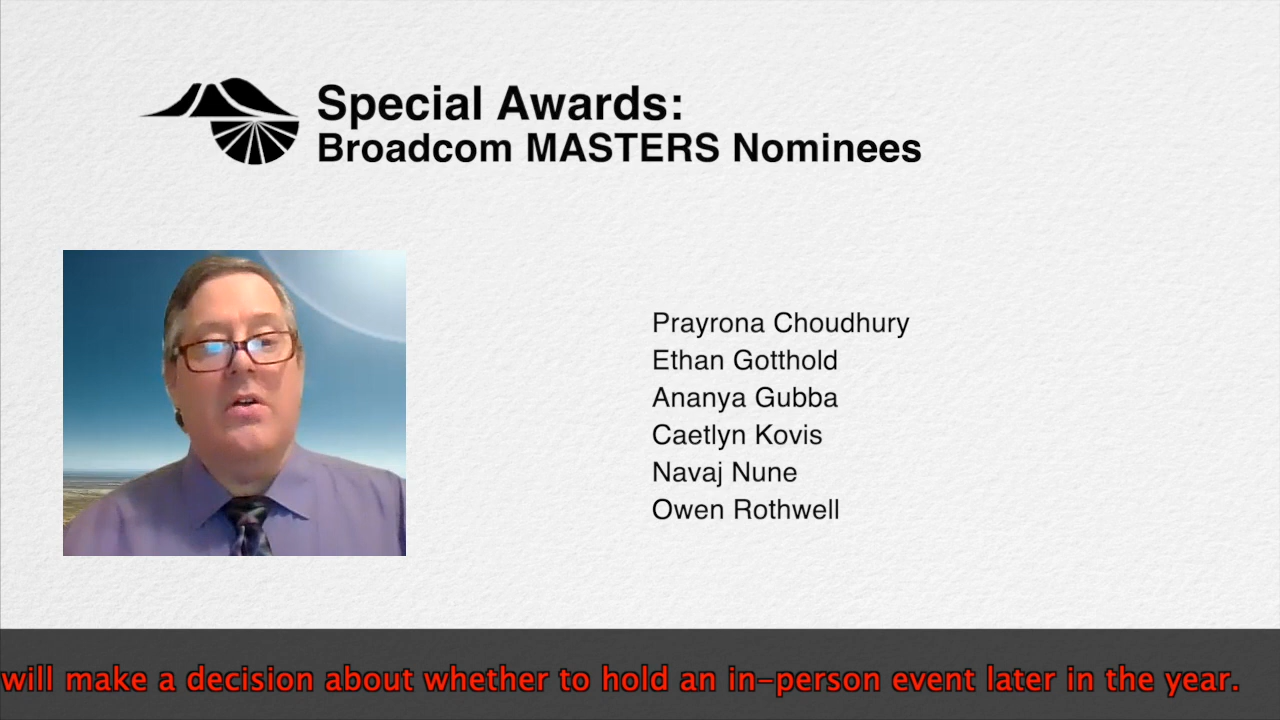 Special Awards:
Broadcom MASTERS Nominees
Prayrona Choudhury
Ethan Gotthold
Ananya Gubba
Caetlyn Kovis
Navaj Nune
Owen Rothwell
will make a decision about whether to hold an in-person event later in the year.